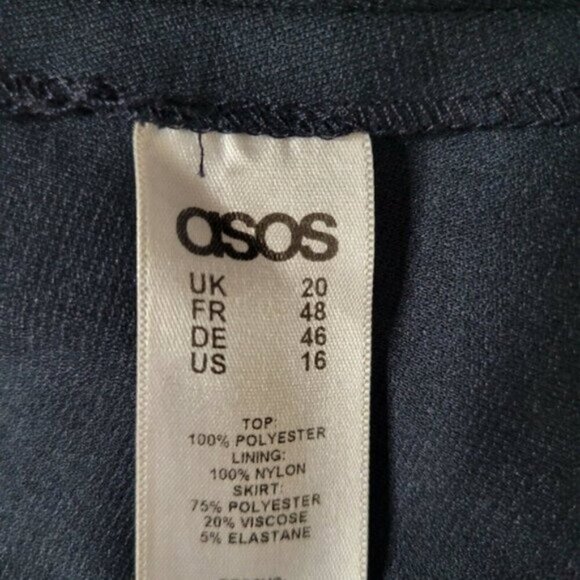 asos
UK 20
FR 48
DE 46
US 16
TOP:
100% POLYESTER
LINING:
100% NYLON
SKIRT:
75% POLYESTER
20% VISCOSE
5% ELASTANE